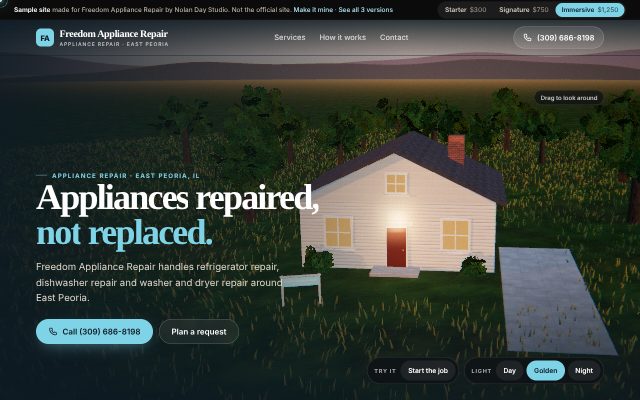 Sample site made for Freedom Appliance Repair by Nolan Day Studio. Not the official site. Make it mine · See all 3 versions
Starter $300 Signature $750 Immersive $1,250
FA Freedom Appliance Repair
APPLIANCE REPAIR · EAST PEORIA
Services How it works Contact
(309) 686-8198
Drag to look around
APPLIANCE REPAIR · EAST PEORIA, IL
Appliances repaired,
not replaced.
Freedom Appliance Repair handles refrigerator repair,
dishwasher repair and washer and dryer repair around
East Peoria.
Call (309) 686-8198 Plan a request
TRY IT Start the job LIGHT Day Golden Night